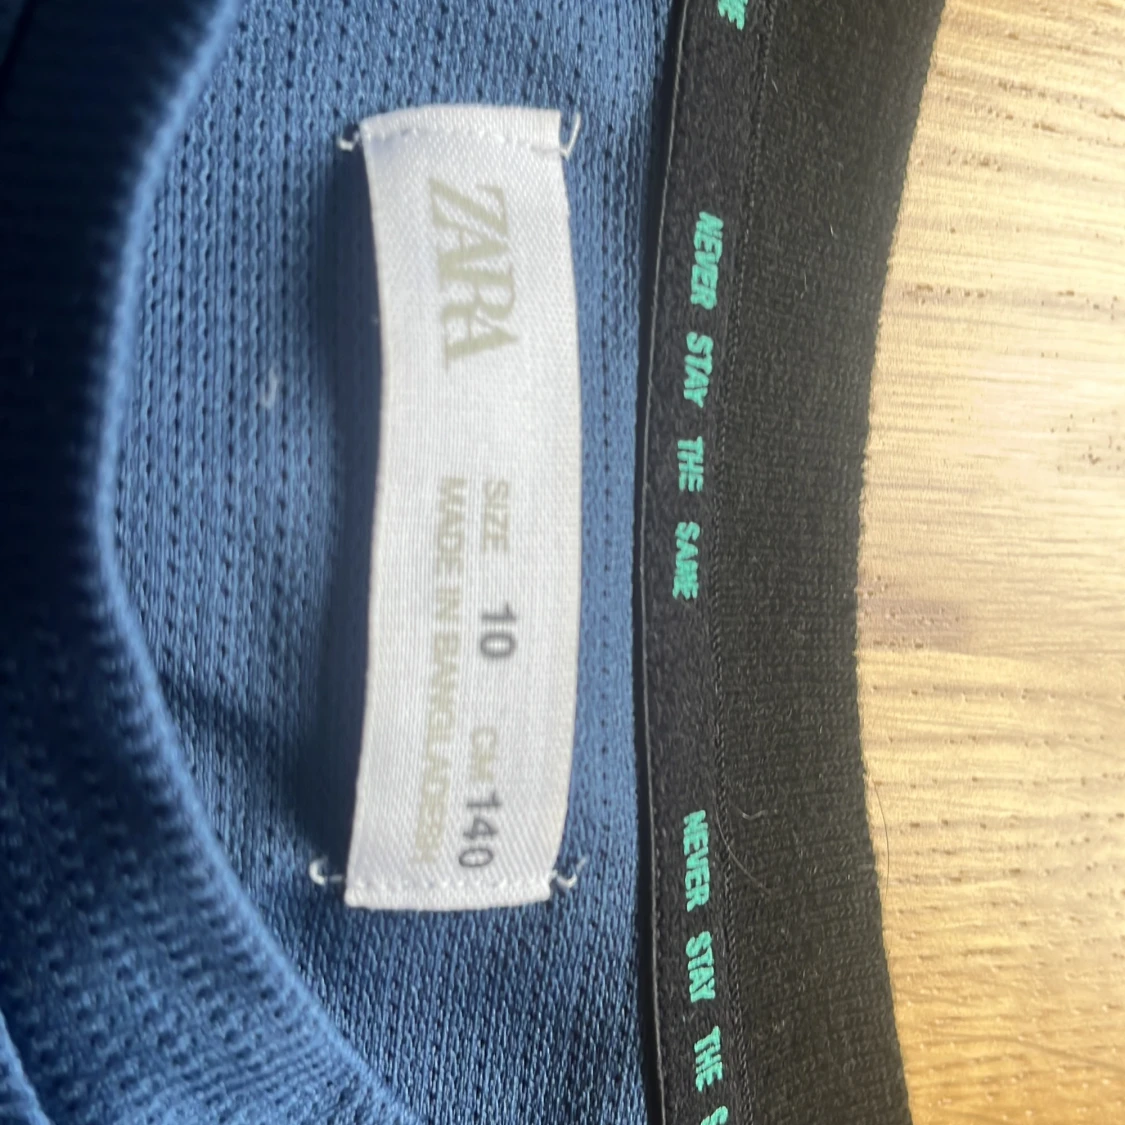 NEVER STAY THE SAME
NEVER STAY THE
ZARA
SIZE 10 CM 140
MADE IN BANGLADESH